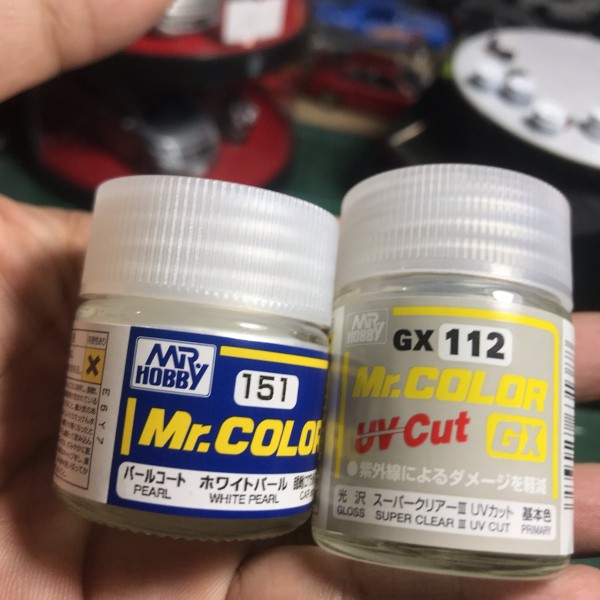 MR
HOBBY
151
Mr.COLOR
パールコート ホワイトパール
PEARL WHITE PEARL
MR
HOBBY
GX 112
Mr.COLOR
GX
UV Cut
●紫外線によるダメージを軽減
光沢 スーパークリアーⅢ UVカット 基本色
GLOSS SUPER CLEAR Ⅲ UV CUT PRIMARY